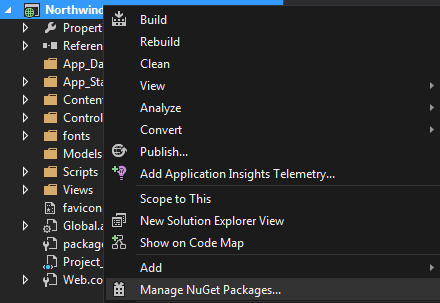 Northwind
Build
Propert
Rebuild
Referen
Clean
App_Da
View
App_Sta
Analyze
Content
Convert
Control
Publish...
fonts
Add Application Insights Telemetry...
Models
Scope to This
Scripts
New Solution Explorer View
Views
Show on Code Map
favicon
Global.a
Add
package
Manage NuGet Packages...
Project_
Web.co